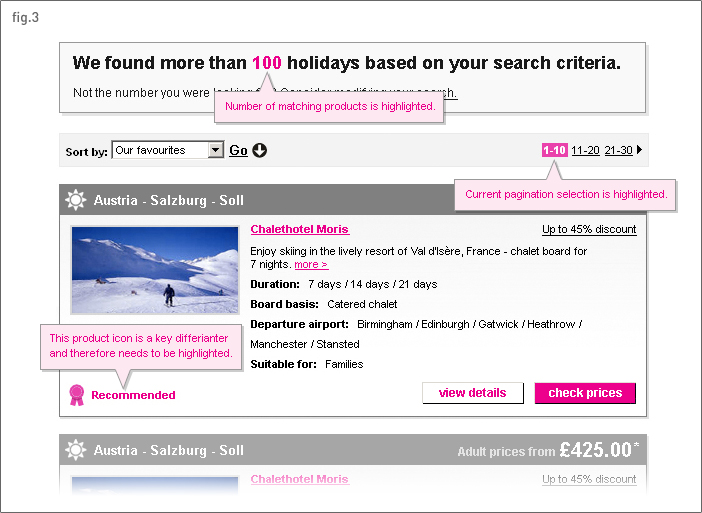 fig.3
We found more than 100 holidays based on your search criteria.
Not the number you were
Number of matching products is highlighted.
Sort by: Our favourites Go
1-10 11-20 21-30
Current pagination selection is highlighted.
Austria - Salzburg - Soll
Chalethotel Moris
Up to 45% discount
Enjoy skiing in the lively resort of Val d'Isère, France - chalet board for
7 nights. more >
Duration: 7 days / 14 days / 21 days
Board basis: Catered chalet
Departure airport: Birmingham / Edinburgh / Gatwick / Heathrow /
Manchester / Stansted
Suitable for: Families
This product icon is a key differianter
and therefore needs to be highlighted.
Recommended
view details
check prices
Austria - Salzburg - Soll
Adult prices from £425.00*
Chalethotel Moris
Up to 45% discount